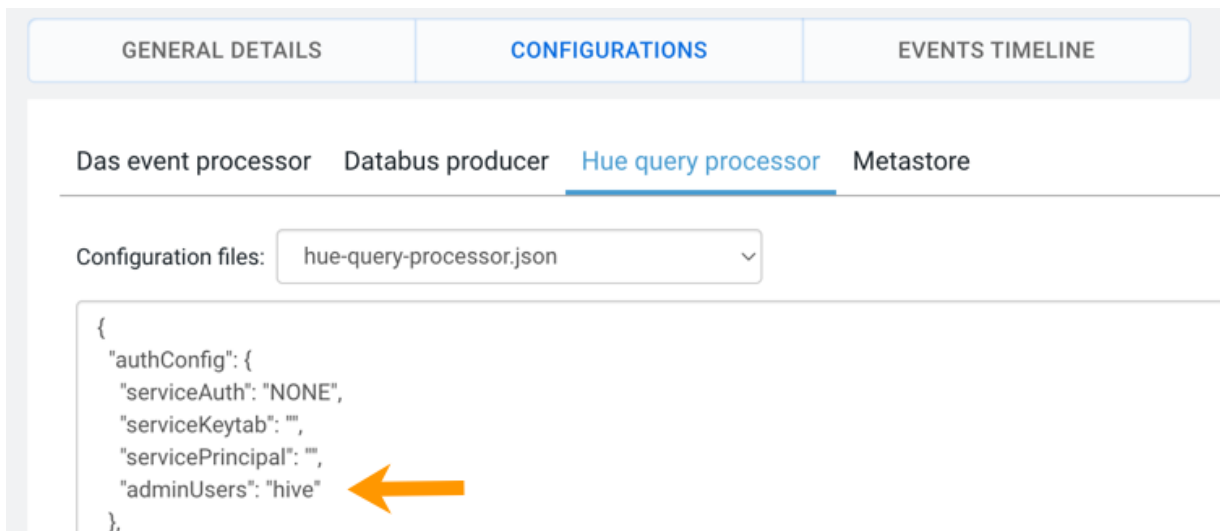 GENERAL DETAILS CONFIGURATIONS EVENTS TIMELINE
Das event processor Databus producer Hue query processor Metastore
Configuration files: hue-query-processor.json
{
"authConfig": {
"serviceAuth": "NONE",
"serviceKeytab": "",
"servicePrincipal": "",
"adminUsers": "hive"
},